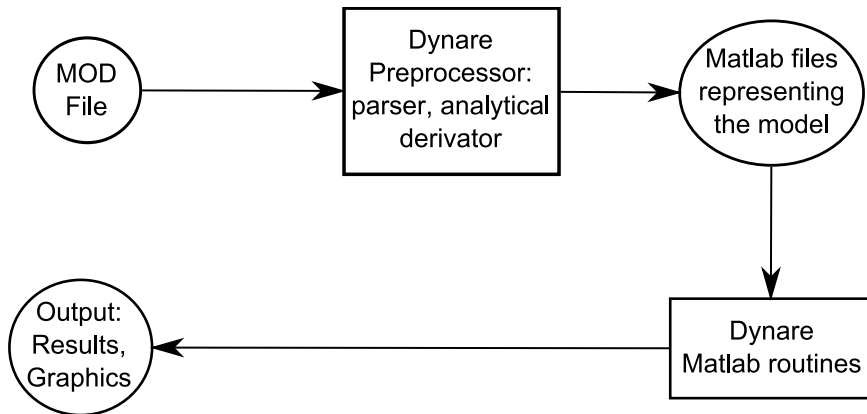 MOD
File
Dynare
Preprocessor:
parser, analytical
derivator
Matlab files
representing
the model
Dynare
Matlab routines
Output:
Results,
Graphics